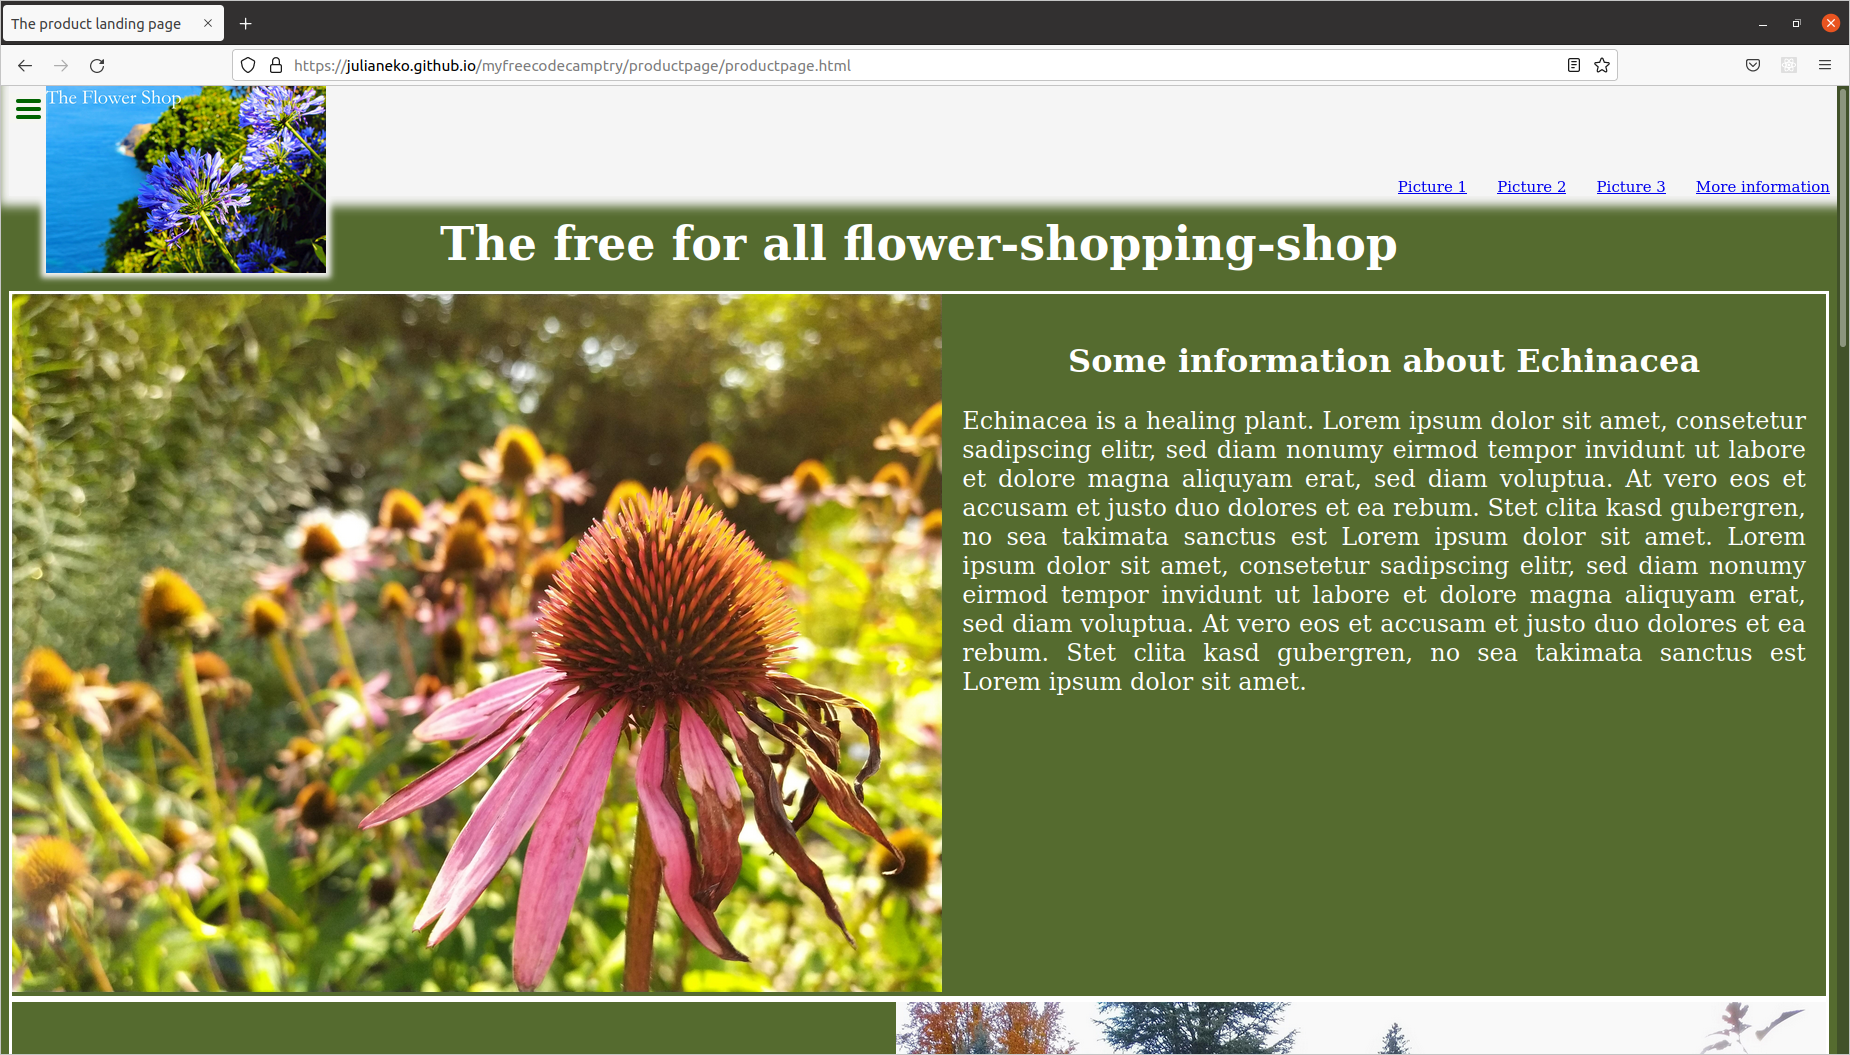 The product landing page
https://julianeko.github.io/myfreecodecamptry/productpage/productpage.html
The Flower Shop
Picture 1 Picture 2 Picture 3 More information
The free for all flower-shopping-shop
Some information about Echinacea
Echinacea is a healing plant. Lorem ipsum dolor sit amet, consetetur
sadipscing elitr, sed diam nonumy eirmod tempor invidunt ut labore
et dolore magna aliquyam erat, sed diam voluptua. At vero eos et
accusam et justo duo dolores et ea rebum. Stet clita kasd gubergren,
no sea takimata sanctus est Lorem ipsum dolor sit amet. Lorem
ipsum dolor sit amet, consetetur sadipscing elitr, sed diam nonumy
eirmod tempor invidunt ut labore et dolore magna aliquyam erat,
sed diam voluptua. At vero eos et accusam et justo duo dolores et ea
rebum. Stet clita kasd gubergren, no sea takimata sanctus est
Lorem ipsum dolor sit amet.